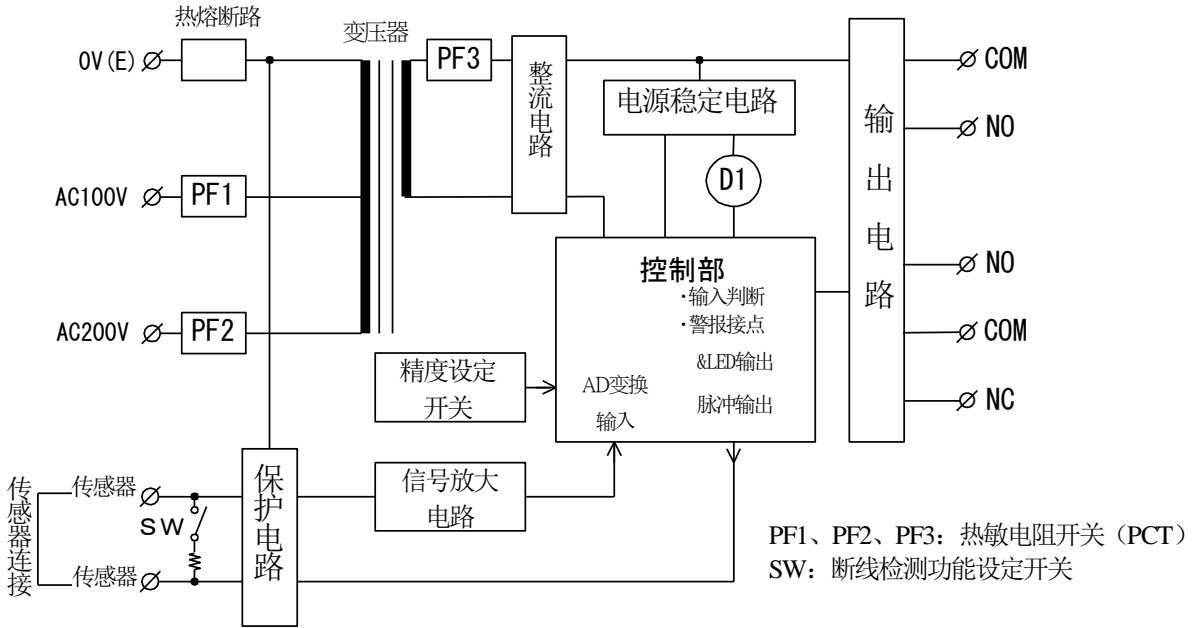 热熔断路
变压器
0V(E)
PF3
整流电路
COM
电源稳定电路
输出电路
NO
D1
AC100V
PF1
控制部
·输入判断
·警报接点
&LED输出
脉冲输出
AD变换
输入
NO
AC200V
PF2
COM
精度设定
开关
NC
保护电路
信号放大
电路
传感器连接
传感器
SW
传感器
PF1、PF2、PF3：热敏电阻开关（PCT）
SW：断线检测功能设定开关